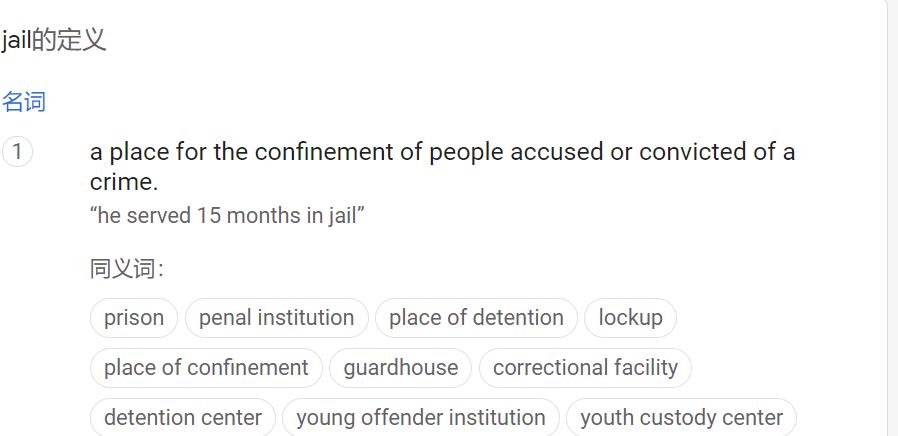 jail的定义
名词
1
a place for the confinement of people accused or convicted of a
crime.
“he served 15 months in jail”
同义词：
prison penal institution place of detention lockup
place of confinement guardhouse correctional facility
detention center young offender institution youth custody center